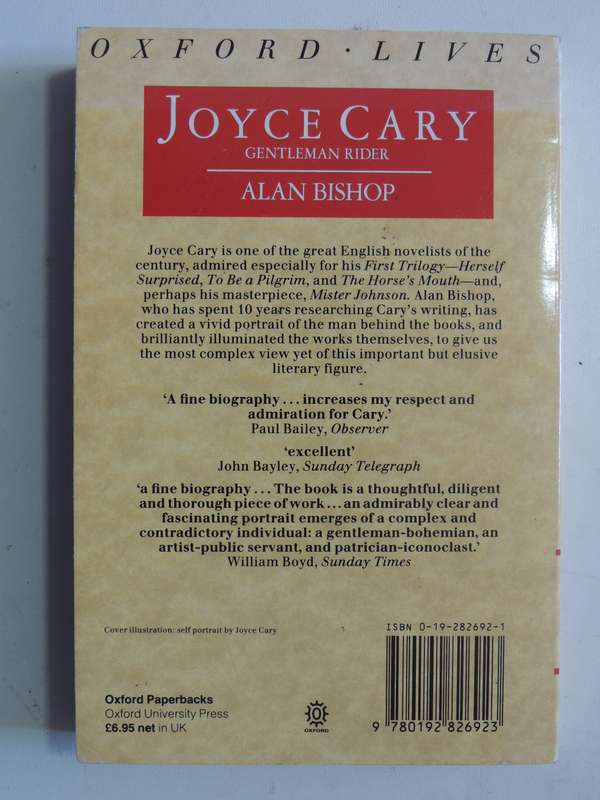 OXFORD · LIVES
JOYCE CARY
GENTLEMAN RIDER
ALAN BISHOP
Joyce Cary is one of the great English novelists of the
century, admired especially for his First Trilogy—Herself
Surprised, To Be a Pilgrim, and The Horse's Mouth—and,
perhaps his masterpiece, Mister Johnson. Alan Bishop,
who has spent 10 years researching Cary's writing, has
created a vivid portrait of the man behind the books, and
brilliantly illuminated the works themselves, to give us
the most complex view yet of this important but elusive
literary figure.
'A fine biography ... increases my respect and
admiration for Cary.'
Paul Bailey, Observer
'excellent'
John Bayley, Sunday Telegraph
'a fine biography ... The book is a thoughtful, diligent
and thorough piece of work ... an admirably clear and
fascinating portrait emerges of a complex and
contradictory individual: a gentleman-bohemian, an
artist-public servant, and patrician-iconoclast.'
William Boyd, Sunday Times
Cover illustration: self portrait by Joyce Cary
ISBN 0-19-282692-1
Oxford Paperbacks
Oxford University Press
£6.95 net in UK
OXFORD
9 780192 826923